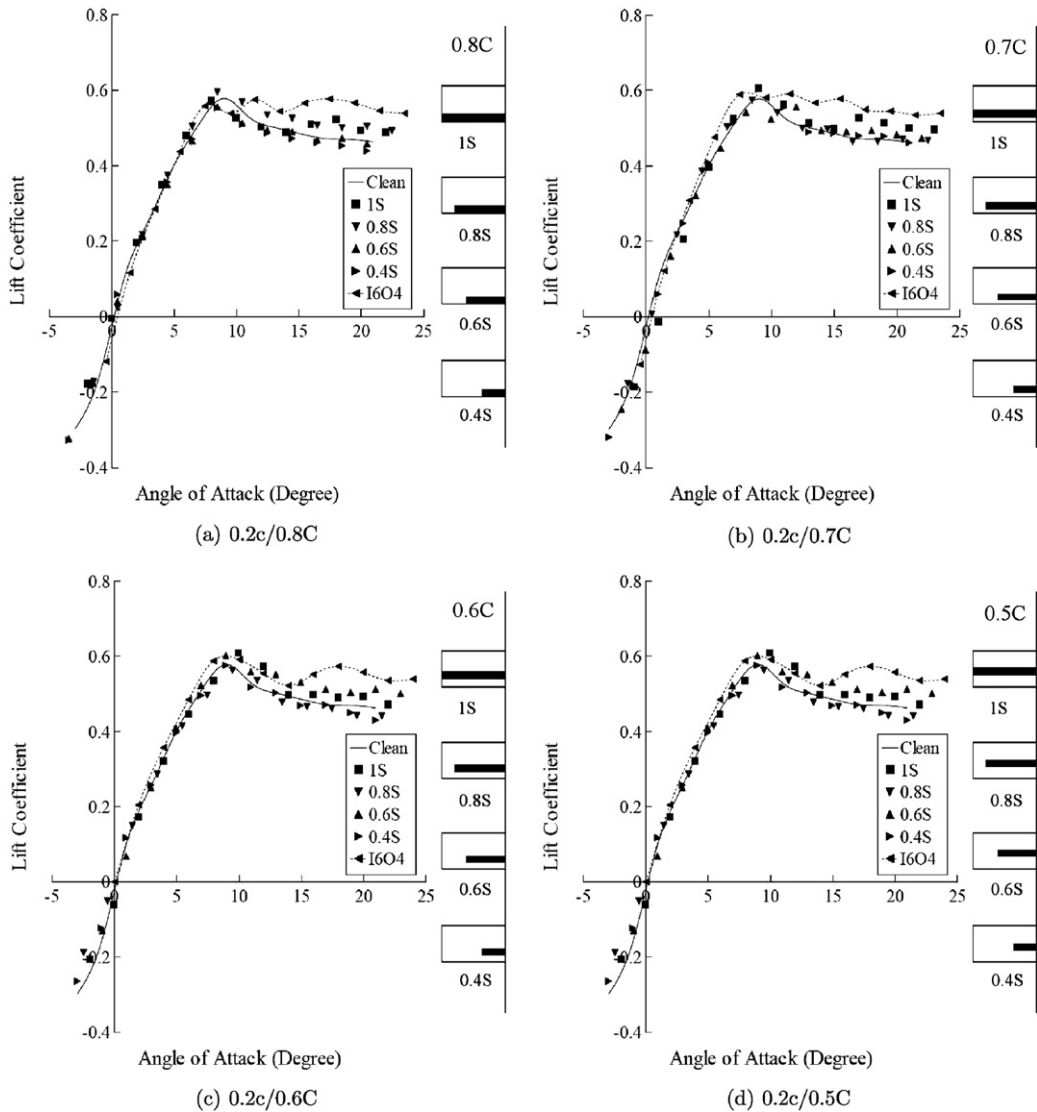 0.8
0.8C
0.6
1S
0.4
Clean
1S
0.8S
0.6S
0.4S
I6O4
0.8S
0.2
Lift Coefficient
0.6S
-5 0 5 10 15 20 25
0
-0.2
0.4S
-0.4
Angle of Attack (Degree)
(a) 0.2c/0.8C
0.8
0.7C
0.6
1S
0.4
Clean
1S
0.8S
0.6S
0.4S
I6O4
0.8S
0.2
Lift Coefficient
0.6S
-5 0 5 10 15 20 25
0
-0.2
0.4S
-0.4
Angle of Attack (Degree)
(b) 0.2c/0.7C
0.8
0.6C
0.6
1S
0.4
Clean
1S
0.8S
0.6S
0.4S
I6O4
0.8S
0.2
Lift Coefficient
0.6S
-5 0 5 10 15 20 25
0
-0.2
0.4S
-0.4
Angle of Attack (Degree)
(c) 0.2c/0.6C
0.8
0.5C
0.6
1S
0.4
Clean
1S
0.8S
0.6S
0.4S
I6O4
0.8S
0.2
Lift Coefficient
0.6S
-5 0 5 10 15 20 25
0
-0.2
0.4S
-0.4
Angle of Attack (Degree)
(d) 0.2c/0.5C